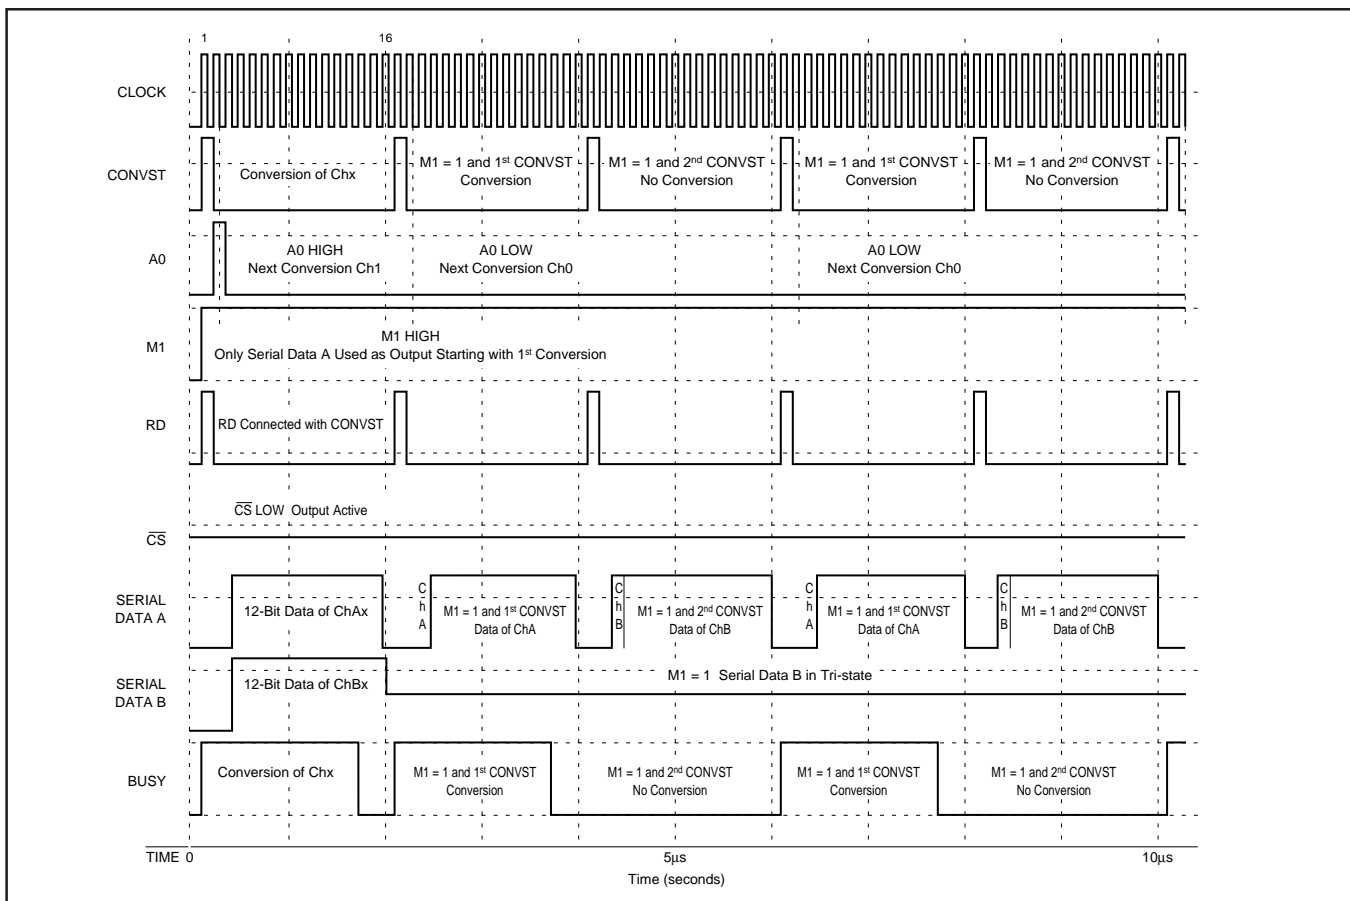 1 16
CLOCK
CONVST
Conversion of Chx
M1 = 1 and 1st CONVST
Conversion
M1 = 1 and 2nd CONVST
No Conversion
M1 = 1 and 1st CONVST
Conversion
M1 = 1 and 2nd CONVST
No Conversion
A0
A0 HIGH
Next Conversion Ch1
A0 LOW
Next Conversion Ch0
A0 LOW
Next Conversion Ch0
M1
M1 HIGH
Only Serial Data A Used as Output Starting with 1st Conversion
RD
RD Connected with CONVST
CS LOW Output Active
CS
SERIAL
DATA A
12-Bit Data of ChAx
ChA
M1 = 1 and 1st CONVST
Data of ChA
ChB
M1 = 1 and 2nd CONVST
Data of ChB
ChA
M1 = 1 and 1st CONVST
Data of ChA
ChB
M1 = 1 and 2nd CONVST
Data of ChB
SERIAL
DATA B
12-Bit Data of ChBx
M1 = 1 Serial Data B in Tri-state
BUSY
Conversion of Chx
M1 = 1 and 1st CONVST
Conversion
M1 = 1 and 2nd CONVST
No Conversion
M1 = 1 and 1st CONVST
Conversion
M1 = 1 and 2nd CONVST
No Conversion
TIME 0 5µs 10µs
Time (seconds)